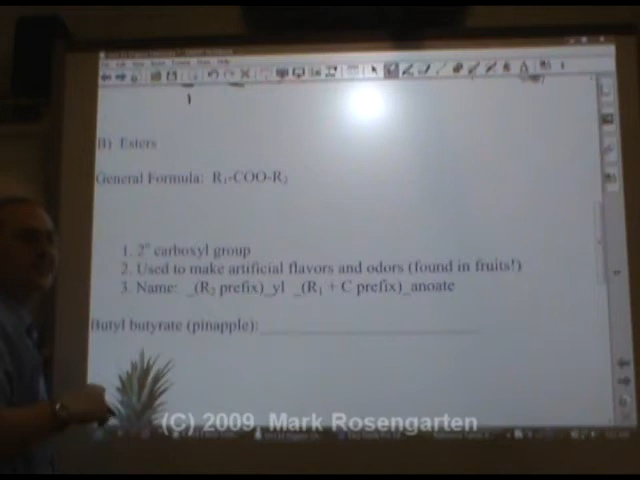 II) Esters
General Formula: R₁-COO-R₂
1. 2° carboxyl group
2. Used to make artificial flavors and odors (found in fruits!)
3. Name: _(R₂ prefix)_yl _(R₁ + C prefix)_anoate
Butyl butyrate (pinapple):
(C) 2009 Mark Rosengarten